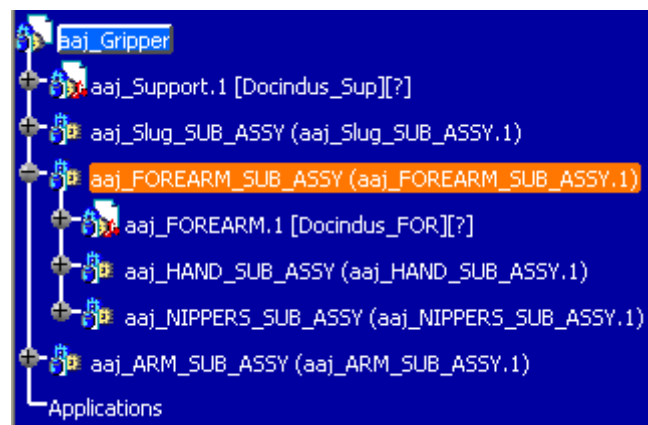 aaj_Gripper
aaj_Support.1 [Docindus_Sup][?]
aaj_Slug_SUB_ASSY (aaj_Slug_SUB_ASSY.1)
aaj_FOREARM_SUB_ASSY (aaj_FOREARM_SUB_ASSY.1)
aaj_FOREARM.1 [Docindus_FOR][?]
aaj_HAND_SUB_ASSY (aaj_HAND_SUB_ASSY.1)
aaj_NIPPERS_SUB_ASSY (aaj_NIPPERS_SUB_ASSY.1)
aaj_ARM_SUB_ASSY (aaj_ARM_SUB_ASSY.1)
Applications